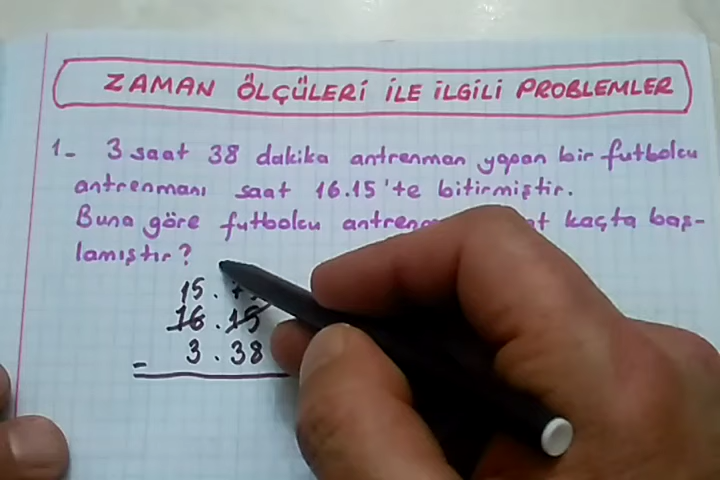 ZAMAN ÖLÇÜLERİ İLE İLGİLİ PROBLEMLER
1- 3 saat 38 dakika antrenman yapan bir futbolcu
antrenmanı saat 16.15'te bitirmiştir.
Buna göre futbolcu kaçta baş-
lamıştır?
15.
16.15
- 3.38